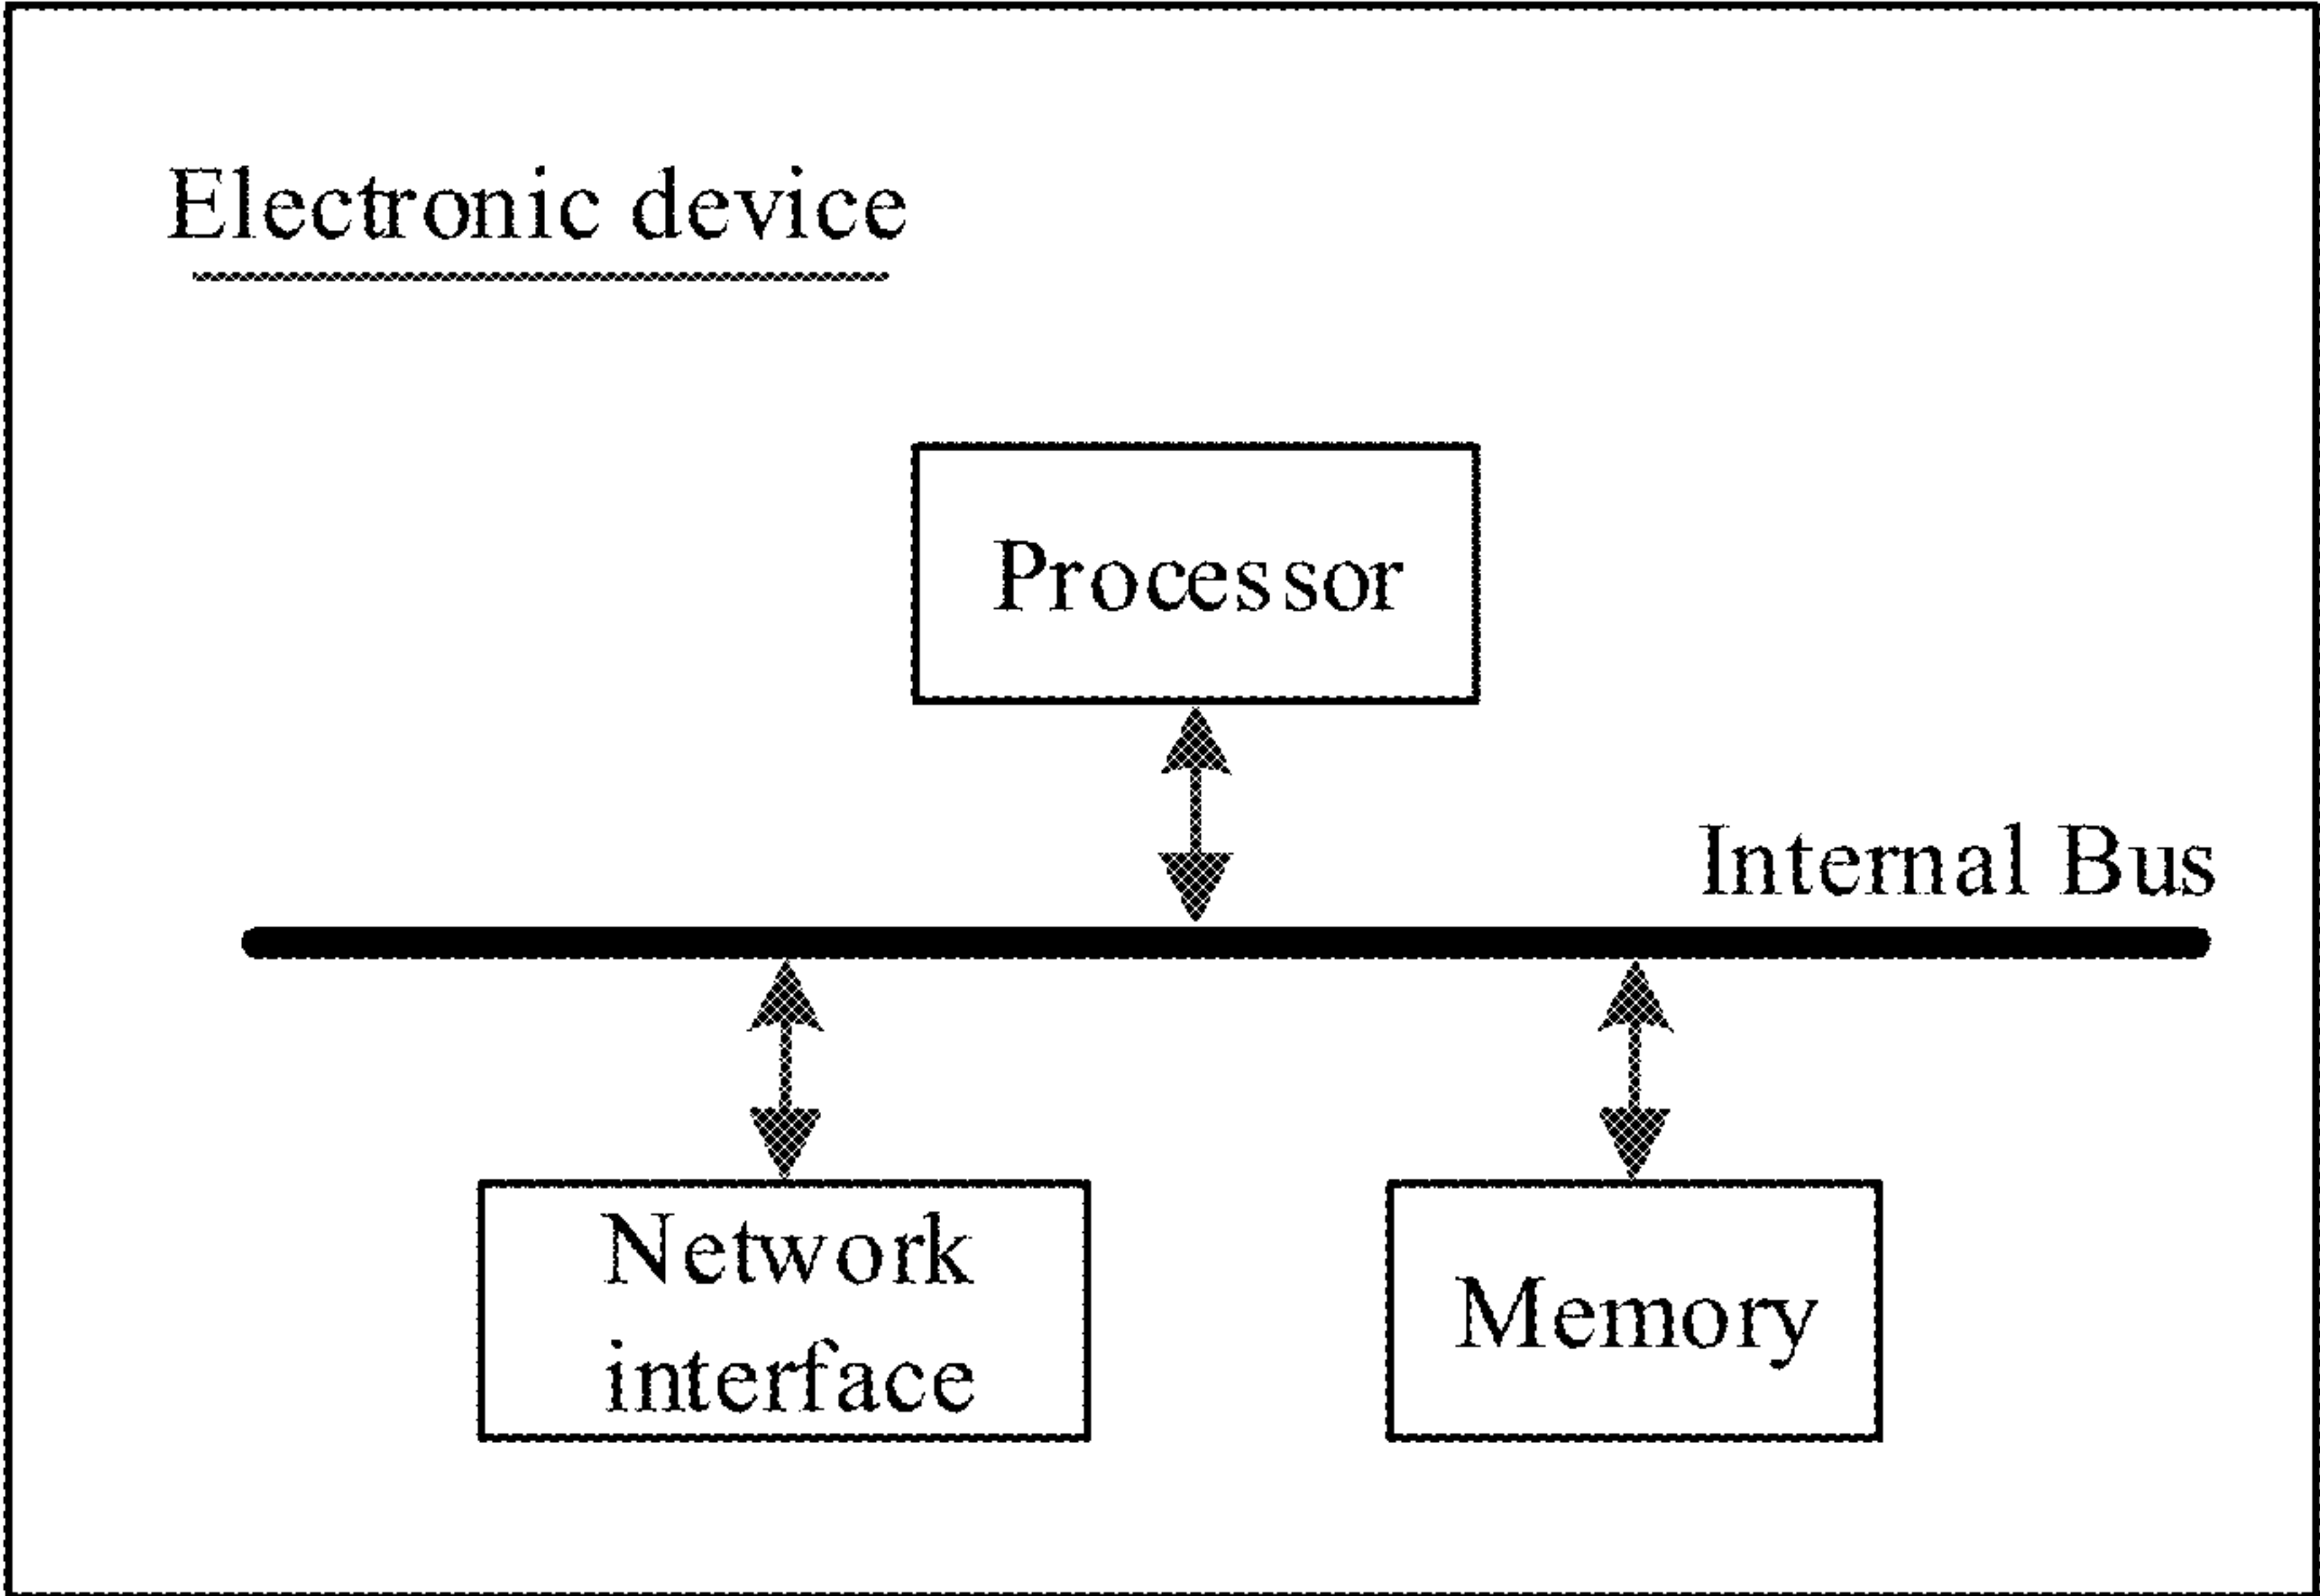 Electronic device
Processor
Internal Bus
Network
interface
Memory